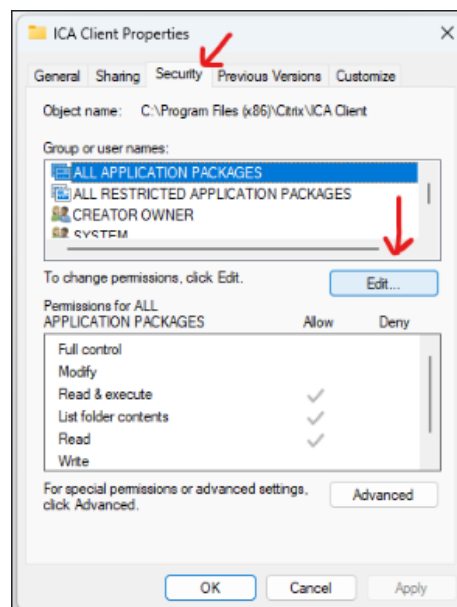 ICA Client Properties
General Sharing Security Previous Versions Customize
Object name: C:\Program Files (x86)\Citrix\ICA Client
Group or user names:
ALL APPLICATION PACKAGES
ALL RESTRICTED APPLICATION PACKAGES
CREATOR OWNER
SYSTEM
To change permissions, click Edit.
Edit...
Permissions for ALL
APPLICATION PACKAGES Allow Deny
Full control
Modify
Read & execute
List folder contents
Read
Write
For special permissions or advanced settings,
click Advanced.
Advanced
OK Cancel Apply